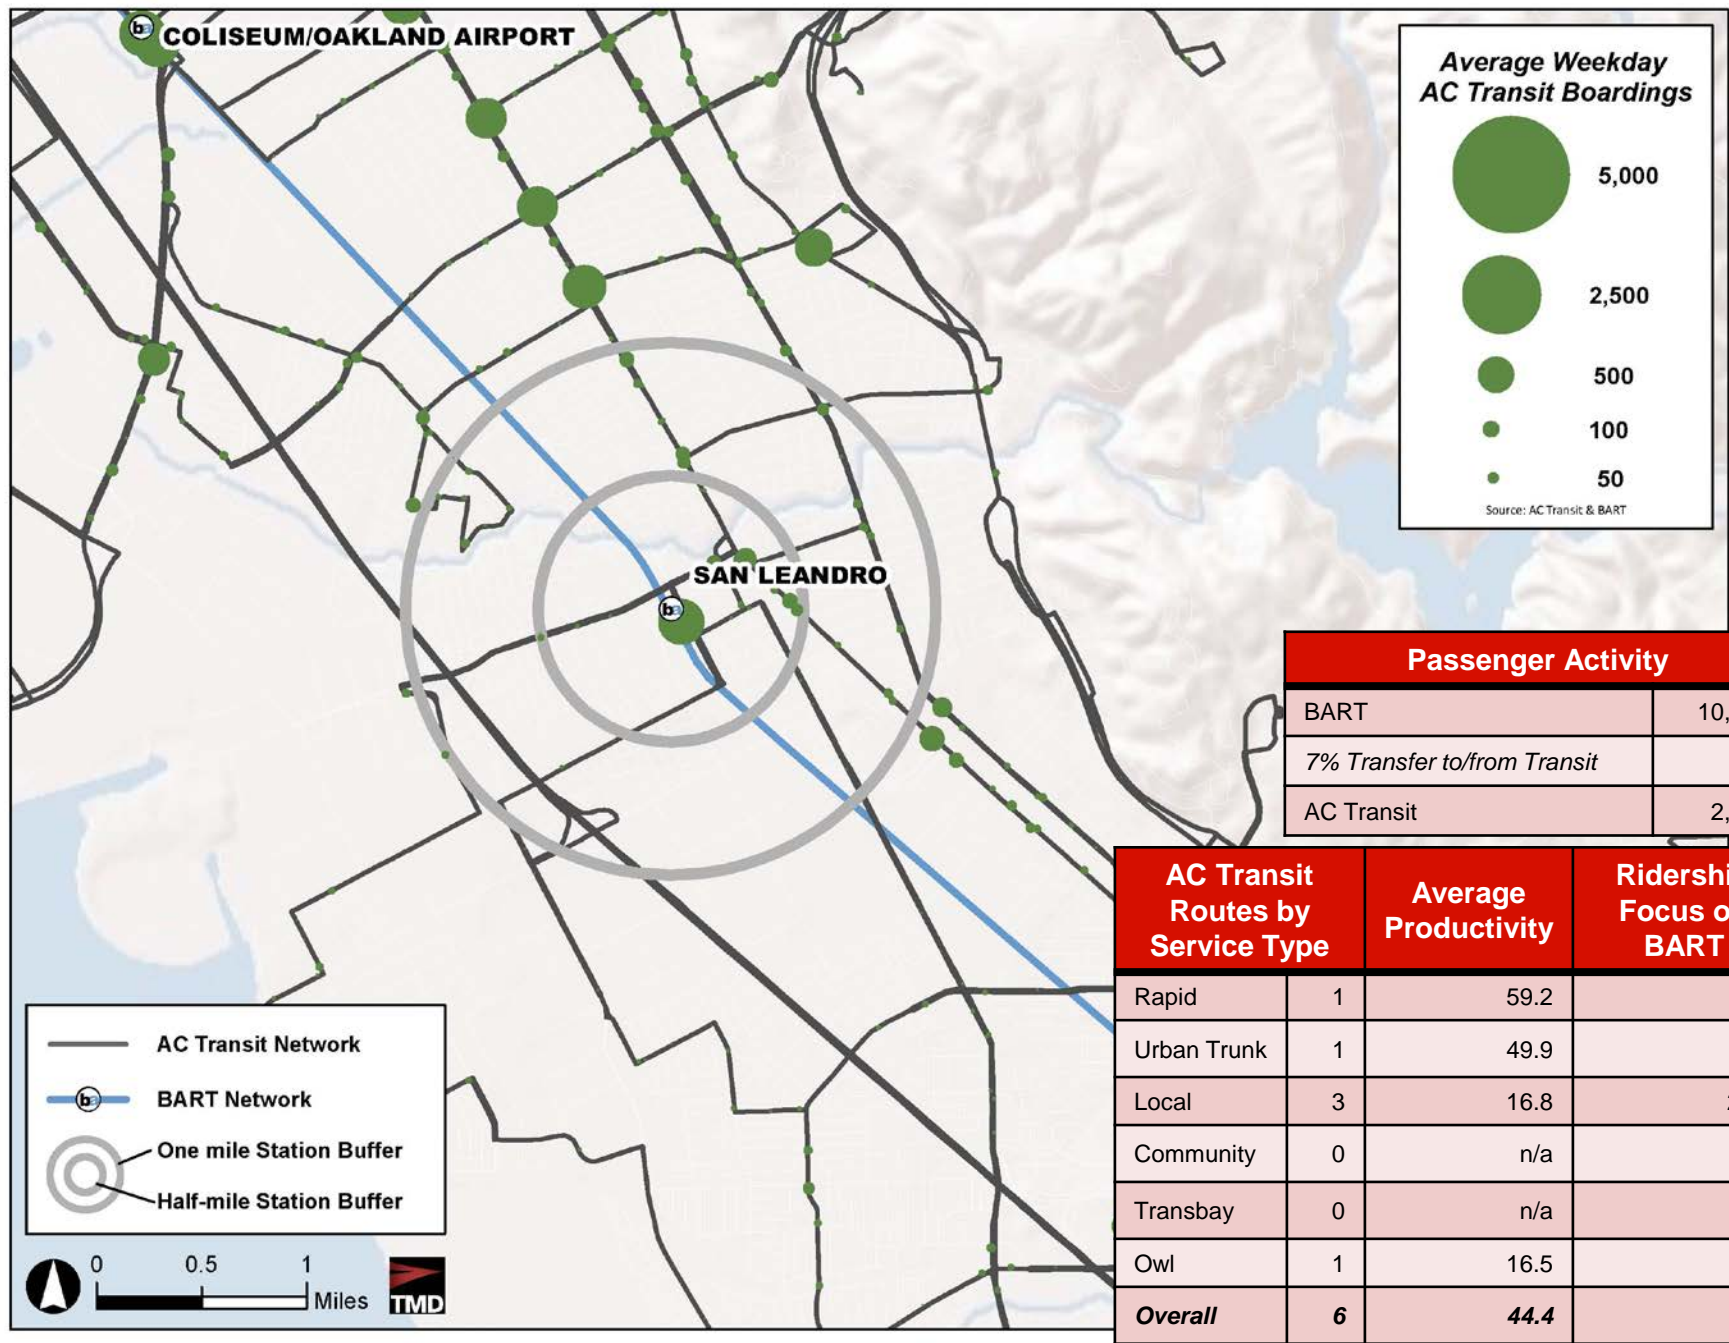 COLISEUM/OAKLAND AIRPORT
Average Weekday
AC Transit Boardings
5,000
2,500
500
100
50
Source: AC Transit & BART
SAN LEANDRO
Passenger Activity
BART 10,
7% Transfer to/from Transit
AC Transit 2,
AC Transit
Routes by
Service Type
Average
Productivity
Focus
BART
Rapid 1 59.2
Urban Trunk 1 49.9
Local 3 16.8
Community 0 n/a
Transbay 0 n/a
Owl 1 16.5
Overall 6 44.4
AC Transit Network
ba BART Network
One mile Station Buffer
Half-mile Station Buffer
0 0.5 1
Miles
TMD